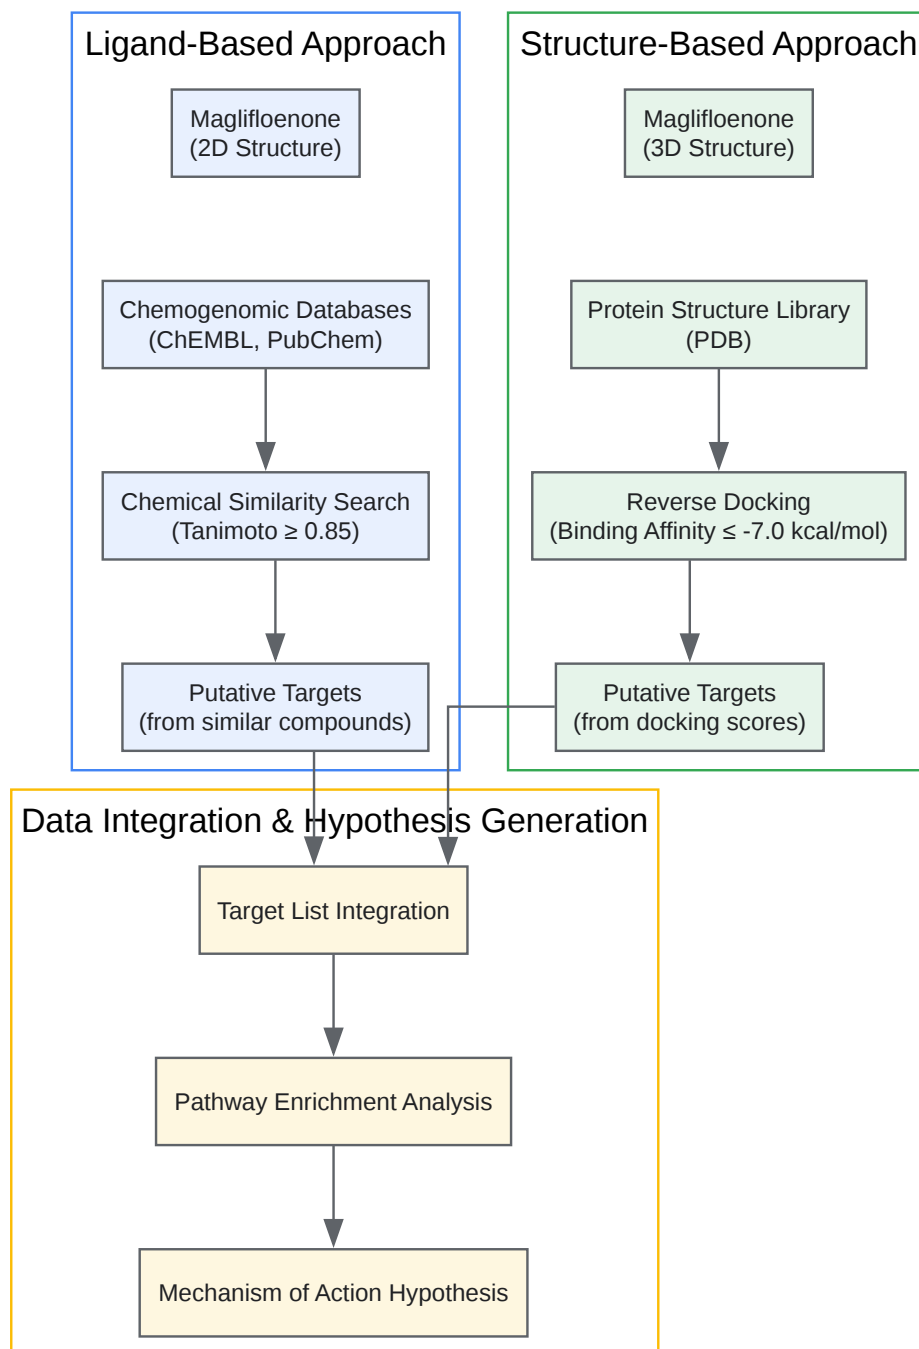 Ligand-Based Approach
Maglifloenone
(2D Structure)
Chemogenomic Databases
(ChEMBL, PubChem)
Chemical Similarity Search
(Tanimoto ≥ 0.85)
Putative Targets
(from similar compounds)
Structure-Based Approach
Maglifloenone
(3D Structure)
Protein Structure Library
(PDB)
Reverse Docking
(Binding Affinity ≤ -7.0 kcal/mol)
Putative Targets
(from docking scores)
Data Integration & Hypothesis Generation
Target List Integration
Pathway Enrichment Analysis
Mechanism of Action Hypothesis